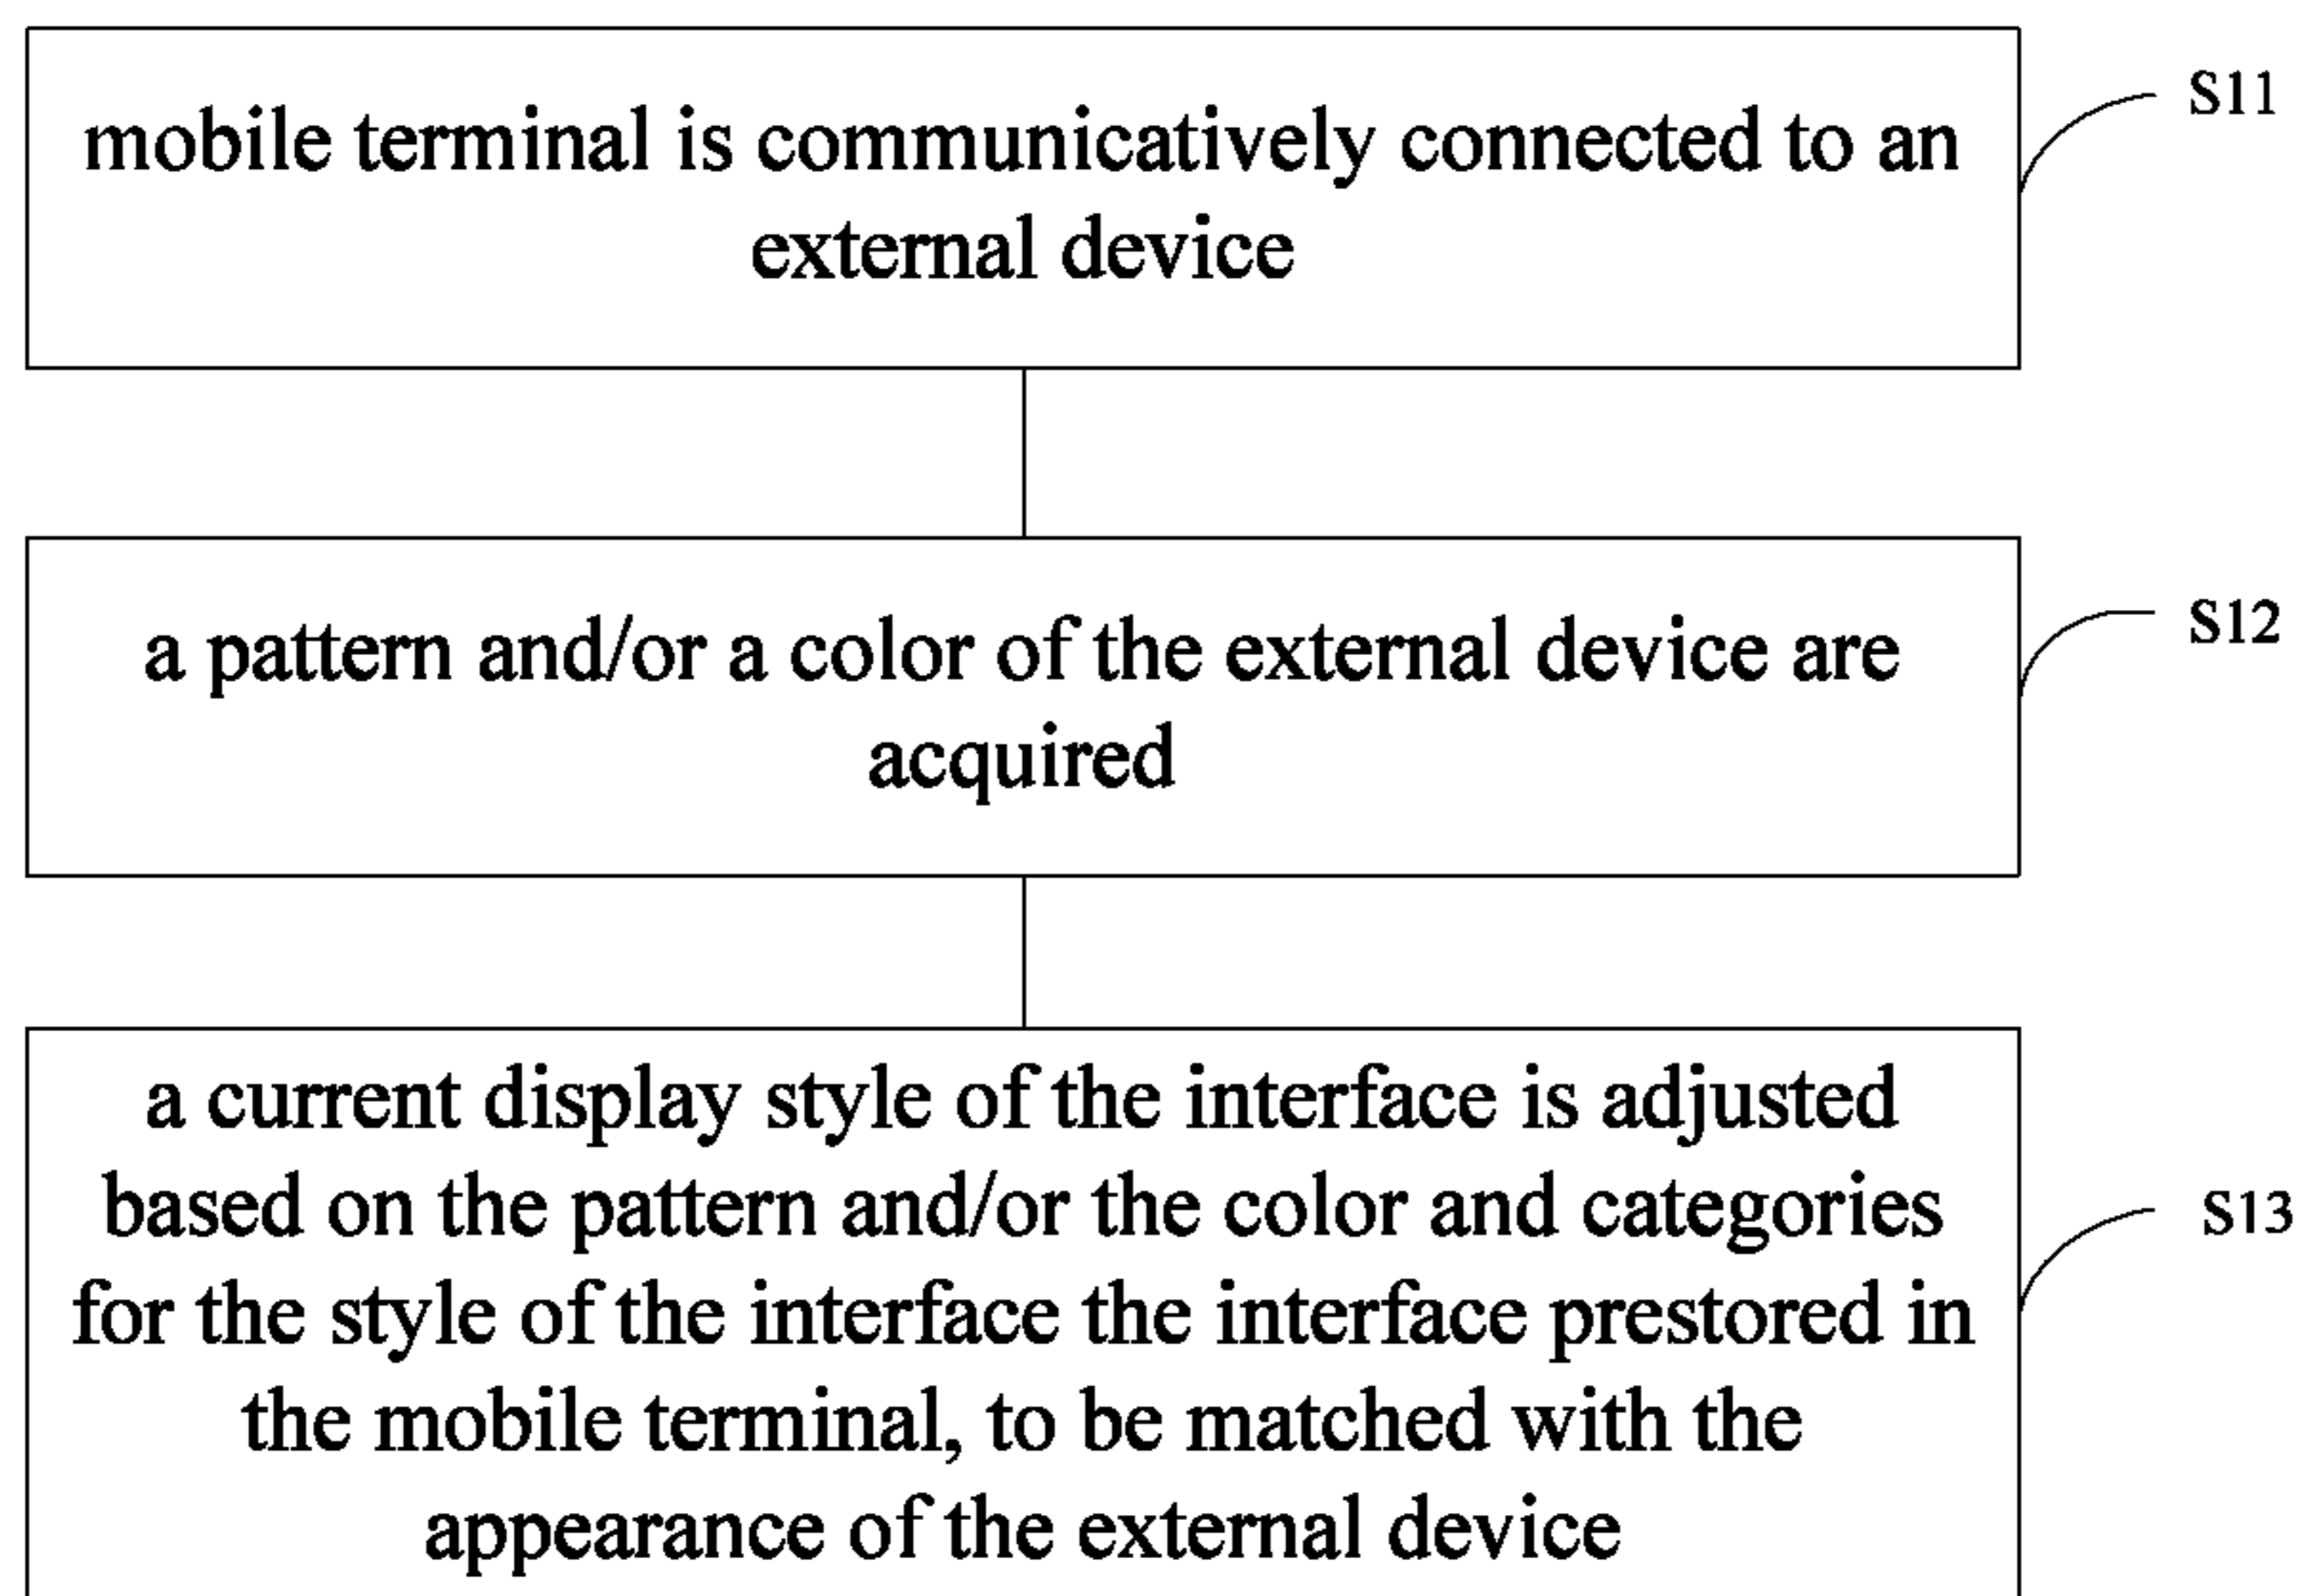 mobile terminal is communicatively connected to an
external device
S11
a pattern and/or a color of the external device are
acquired
S12
a current display style of the interface is adjusted
based on the pattern and/or the color and categories
for the style of the interface the interface prestored in
the mobile terminal, to be matched with the
appearance of the external device
S13